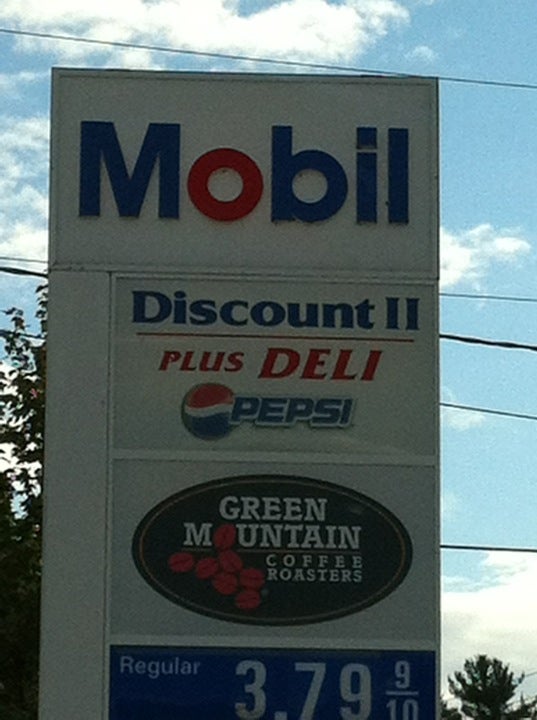 Mobil
Discount II
PLUS DELI
PEPSI
GREEN
MOUNTAIN
COFFEE
ROASTERS
Regular 3.79 9/10